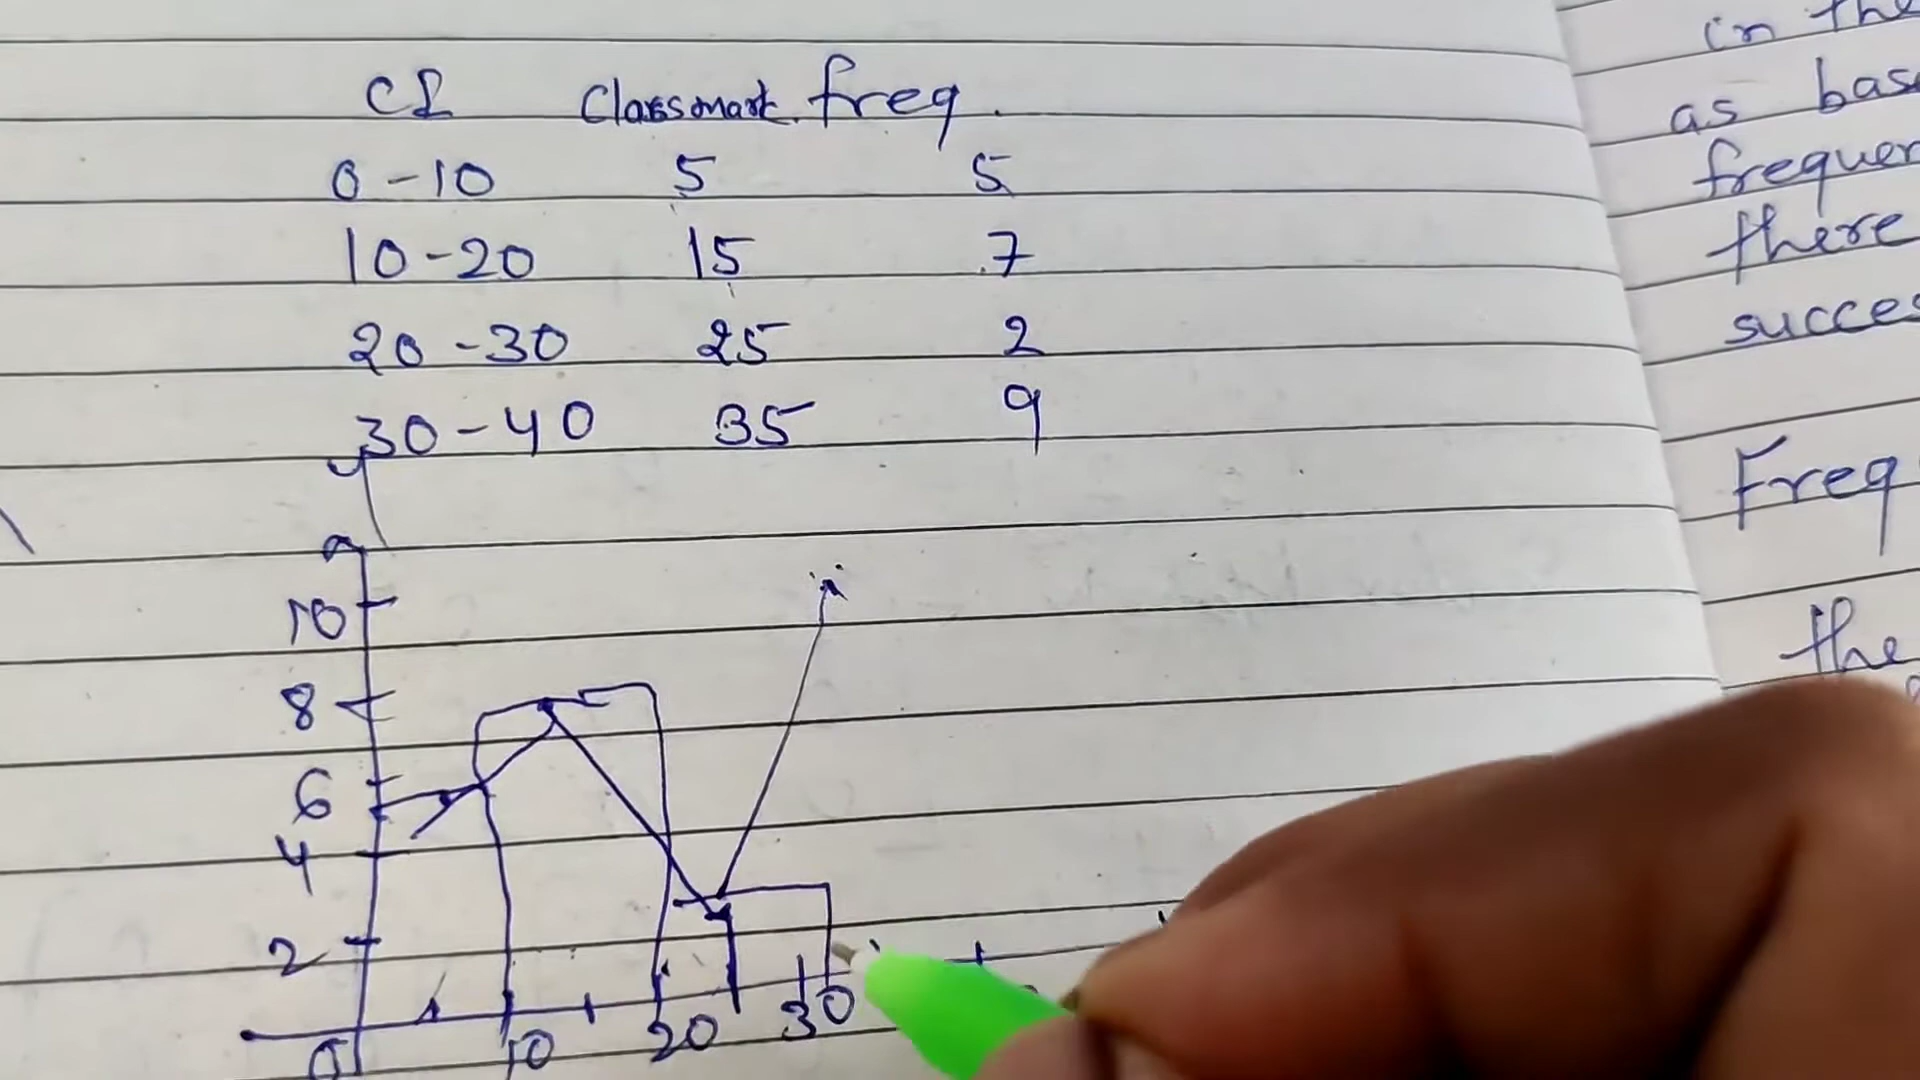 CI Classmark freq.
0-10 5 5
10-20 15 7
20-30 25 2
30-40 35 9
y
10
8
6
4
2
0 10 20 30
in the
as bas
frequen
there
succes
Freq
the